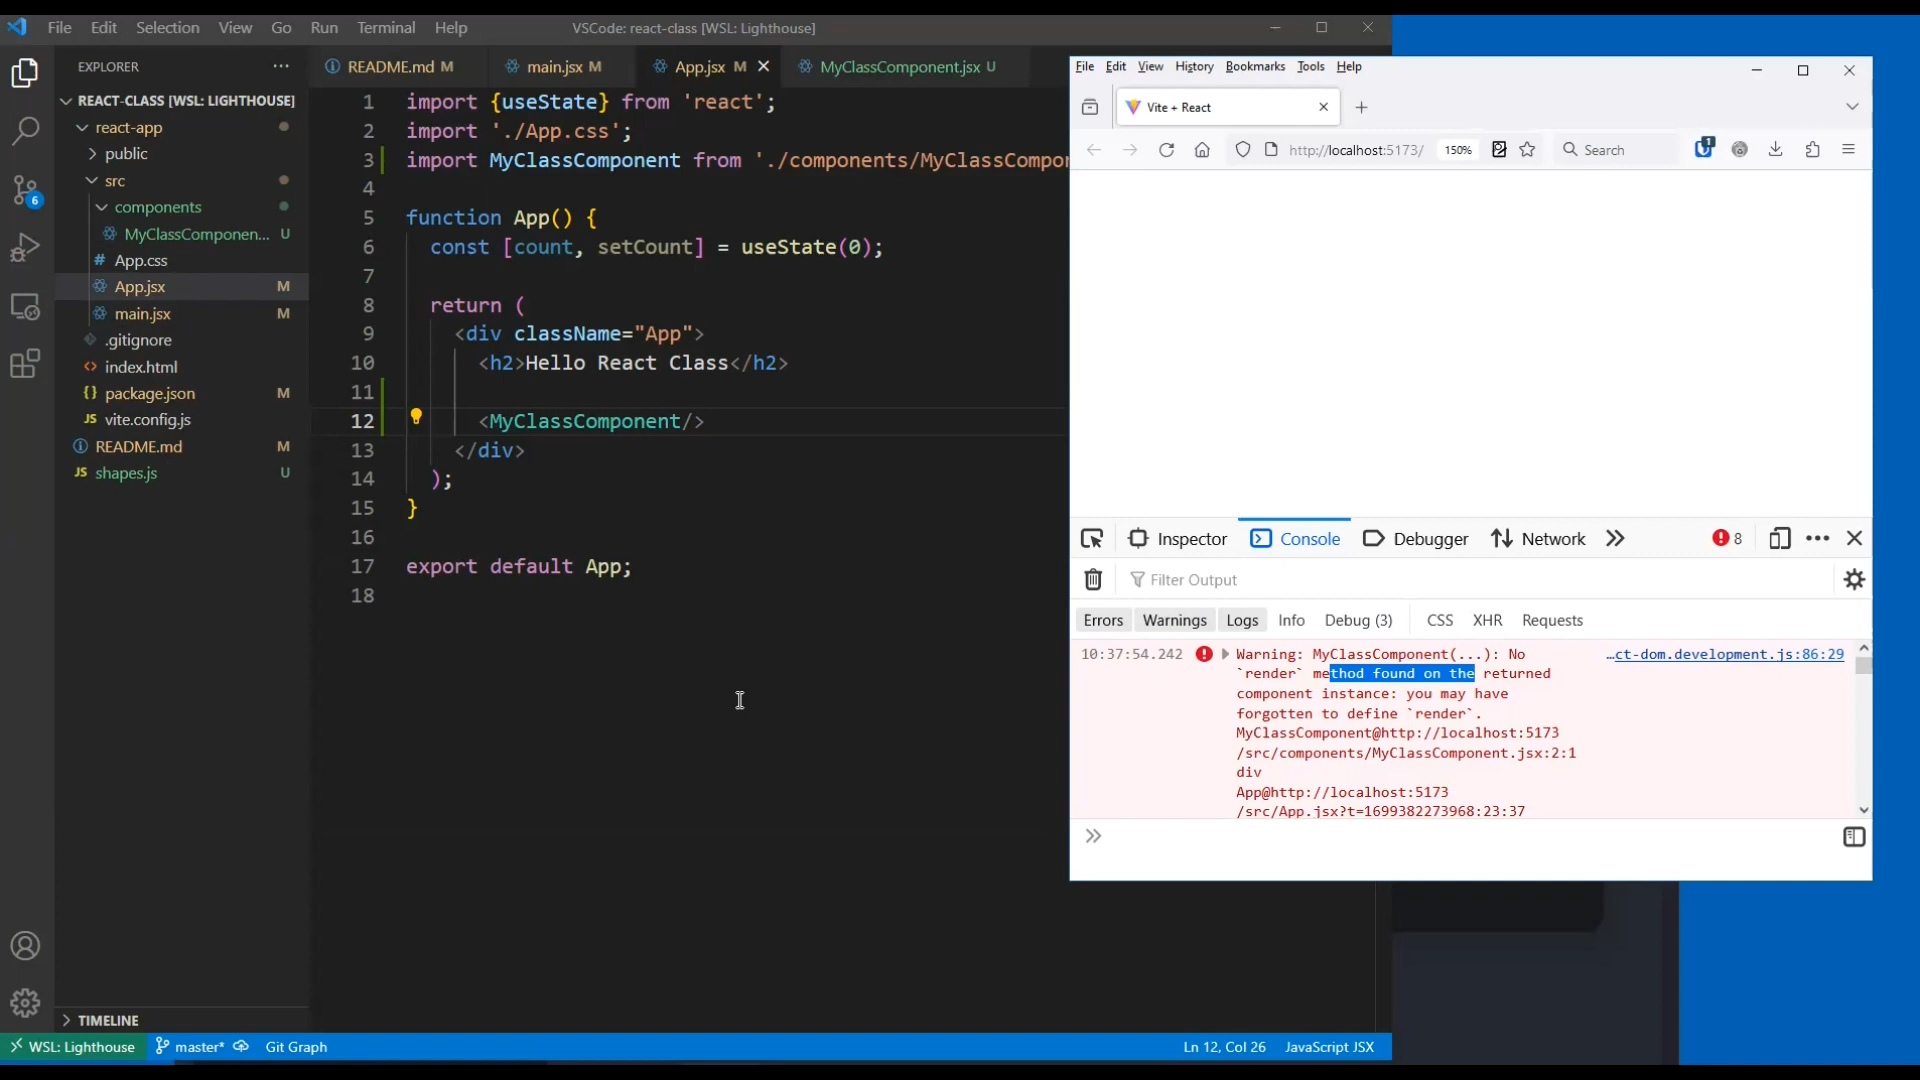 File Edit Selection View Go Run Terminal Help
VSCode: react-class [WSL: Lighthouse]
EXPLORER
REACT-CLASS [WSL: LIGHTHOUSE]
react-app
public
src
components
MyClassComponen... U
App.css
App.jsx M
main.jsx M
.gitignore
index.html
package.json M
vite.config.js
README.md M
shapes.js U
6
TIMELINE
README.md M
main.jsx M
App.jsx M
MyClassComponent.jsx U
1 import {useState} from 'react';
2 import './App.css';
3 import MyClassComponent from './components/MyClassCompo
4
5 function App() {
6 const [count, setCount] = useState(0);
7
8 return (
9 <div className="App">
10 <h2>Hello React Class</h2>
11
12 <MyClassComponent/>
13 </div>
14 );
15 }
16
17 export default App;
18
WSL: Lighthouse
master*
Git Graph
Ln 12, Col 26
JavaScript JSX
File Edit View History Bookmarks Tools Help
Vite + React
http://localhost:5173/
150%
Search
1
Inspector Console Debugger Network
8
Filter Output
Errors Warnings Logs Info Debug (3) CSS XHR Requests
10:37:54.242 Warning: MyClassComponent(...): No …ct-dom.development.js:86:29
`render` method found on the returned
component instance: you may have
forgotten to define `render`.
MyClassComponent@http://localhost:5173
/src/components/MyClassComponent.jsx:2:1
div
App@http://localhost:5173
/src/App.jsx?t=1699382273968:23:37